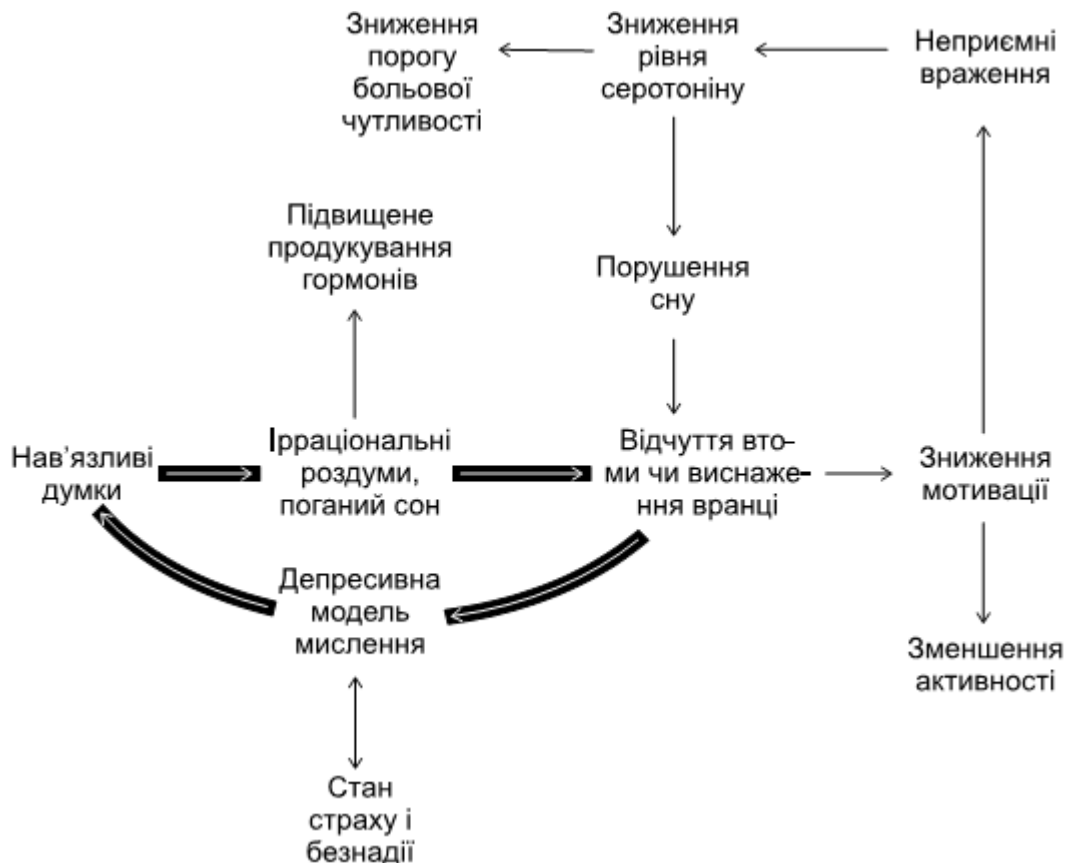 Зниження
порогу
больової
чутливості
Зниження
рівня
серотоніну
Неприємні
враження
Підвищене
продукування
гормонів
Порушення
сну
Нав’язливі
думки
Ірраціональні
роздуми,
поганий сон
Відчуття вто-
ми чи виснаже-
ння вранці
Зниження
мотивації
Депресивна
модель
мислення
Зменшення
активності
Стан
страху і
безнадії